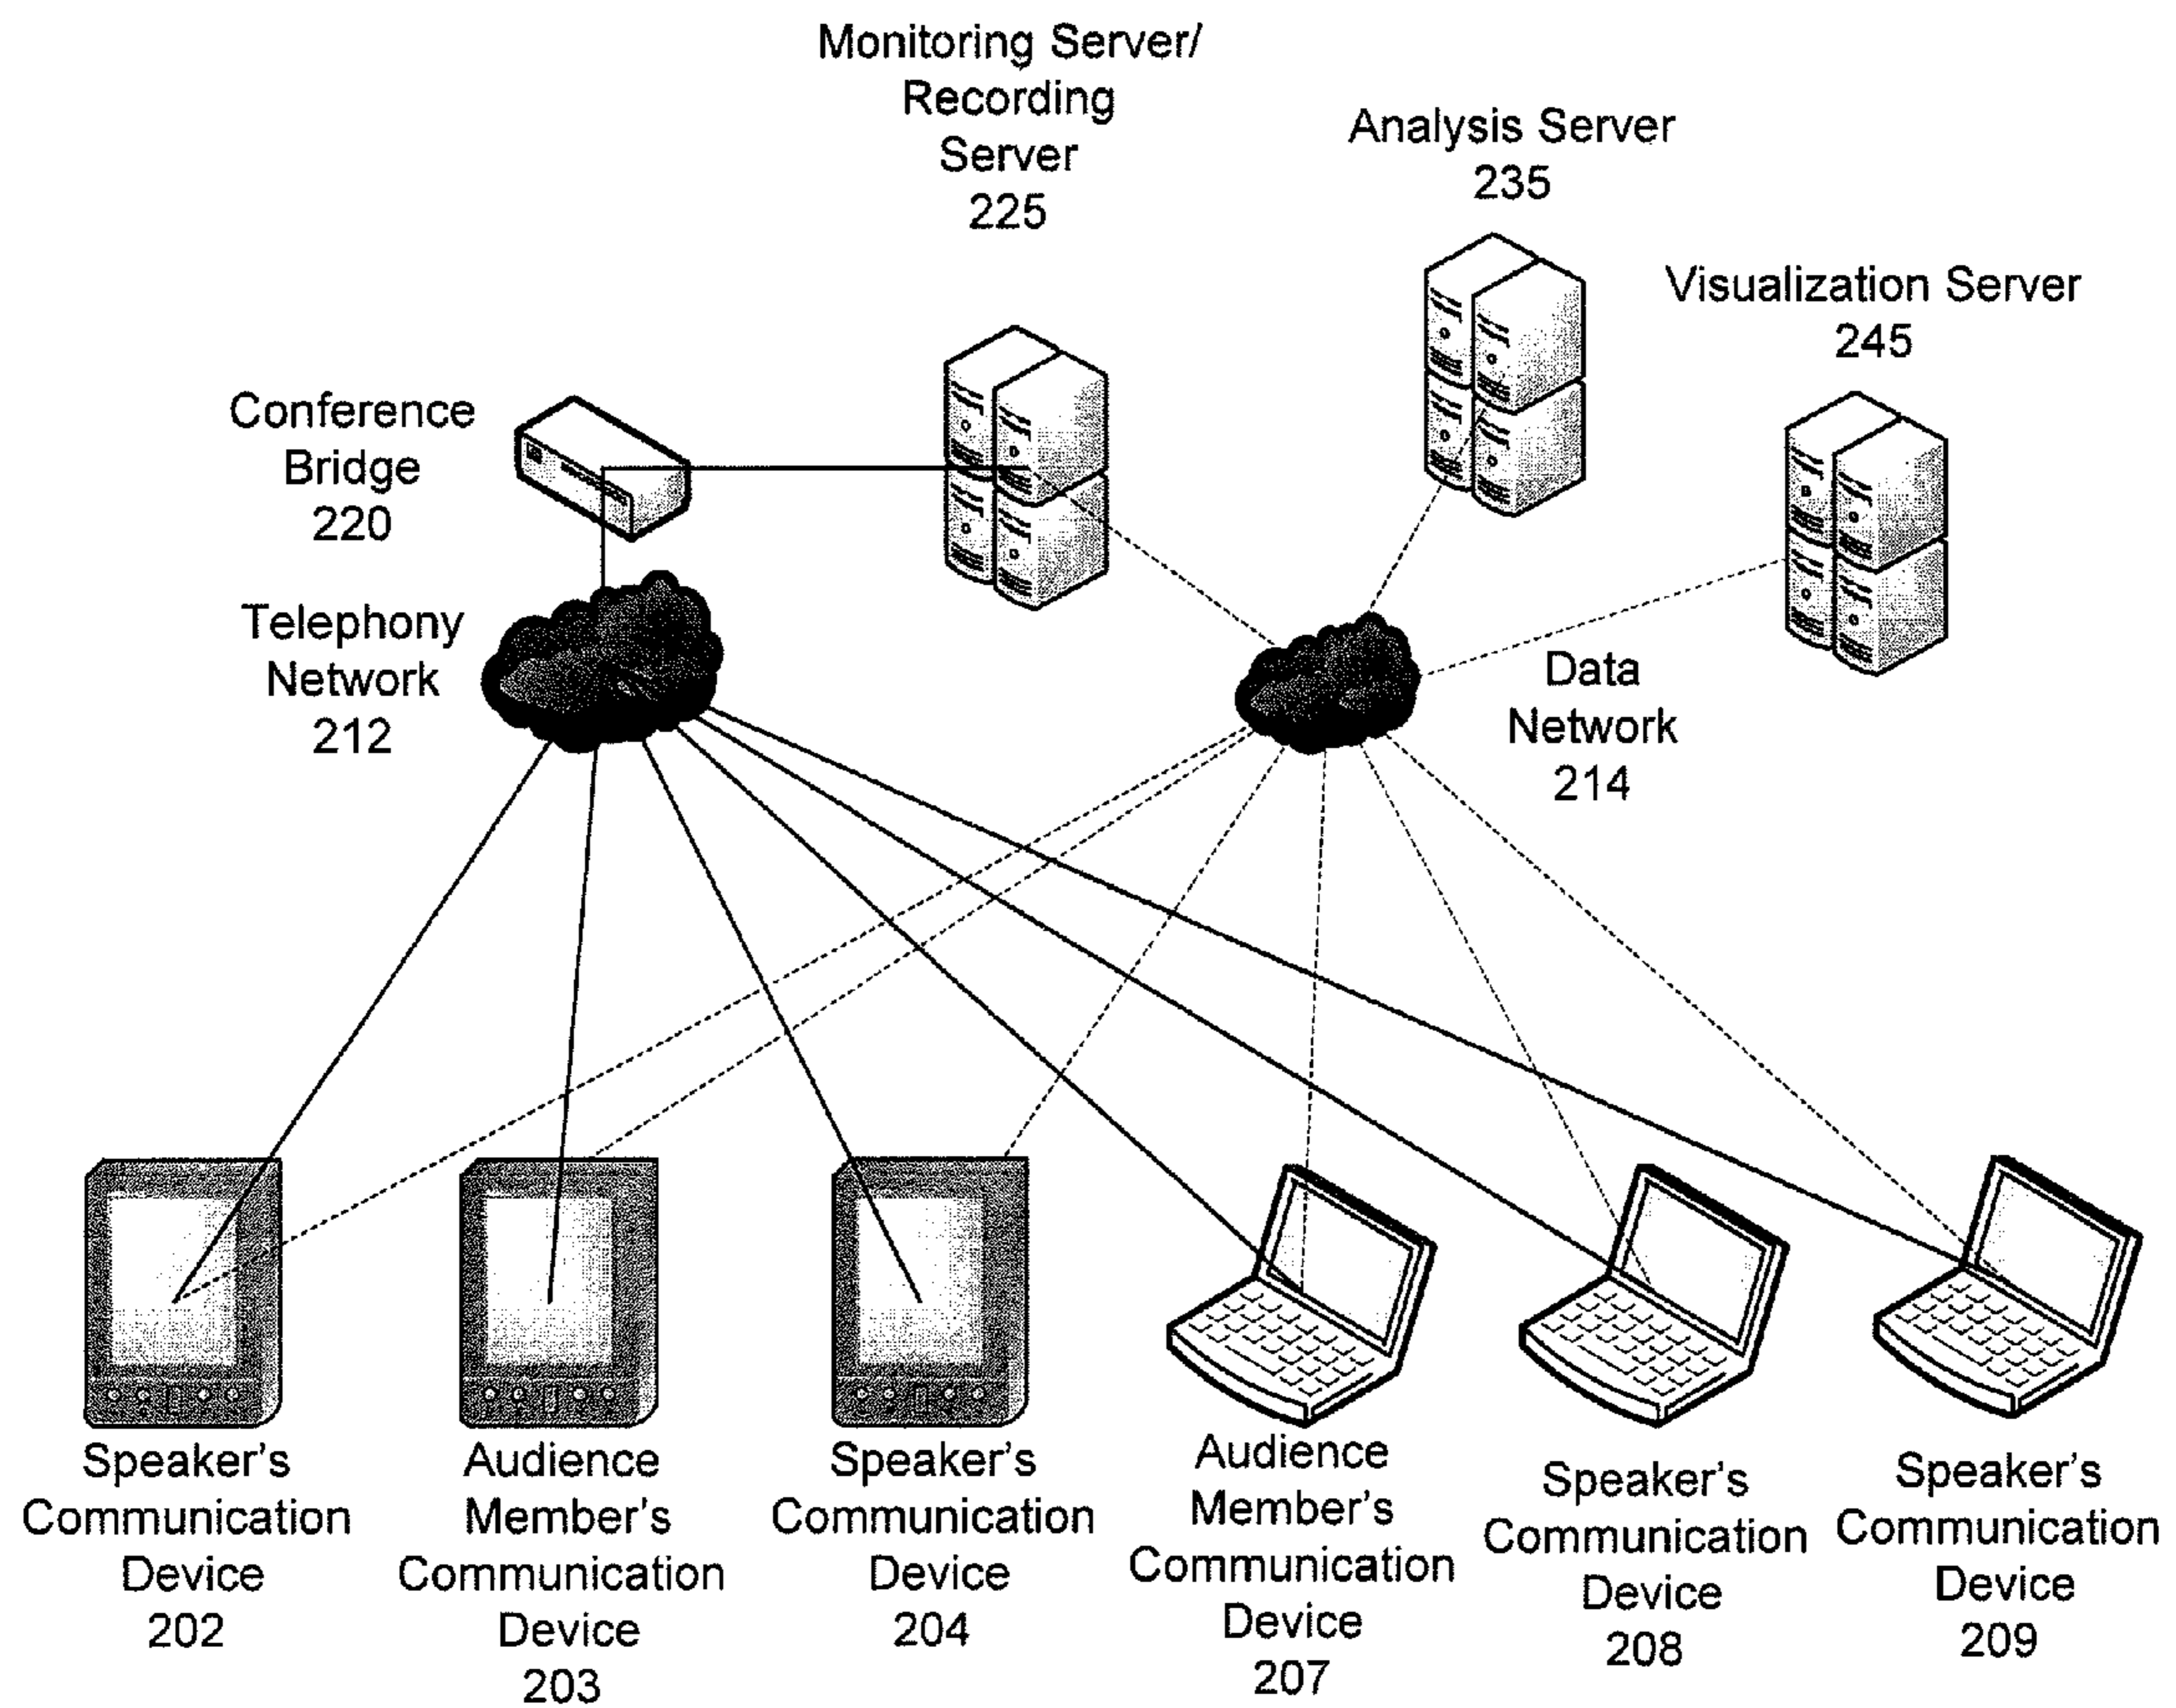 Monitoring Server/
Recording
Server
225
Analysis Server
235
Visualization Server
245
Conference
Bridge
220
Telephony
Network
212
Data
Network
214
Speaker's
Communication
Device
202
Audience
Member's
Communication
Device
203
Speaker's
Communication
Device
204
Audience
Member's
Communication
Device
207
Speaker's
Communication
Device
208
Speaker's
Communication
Device
209